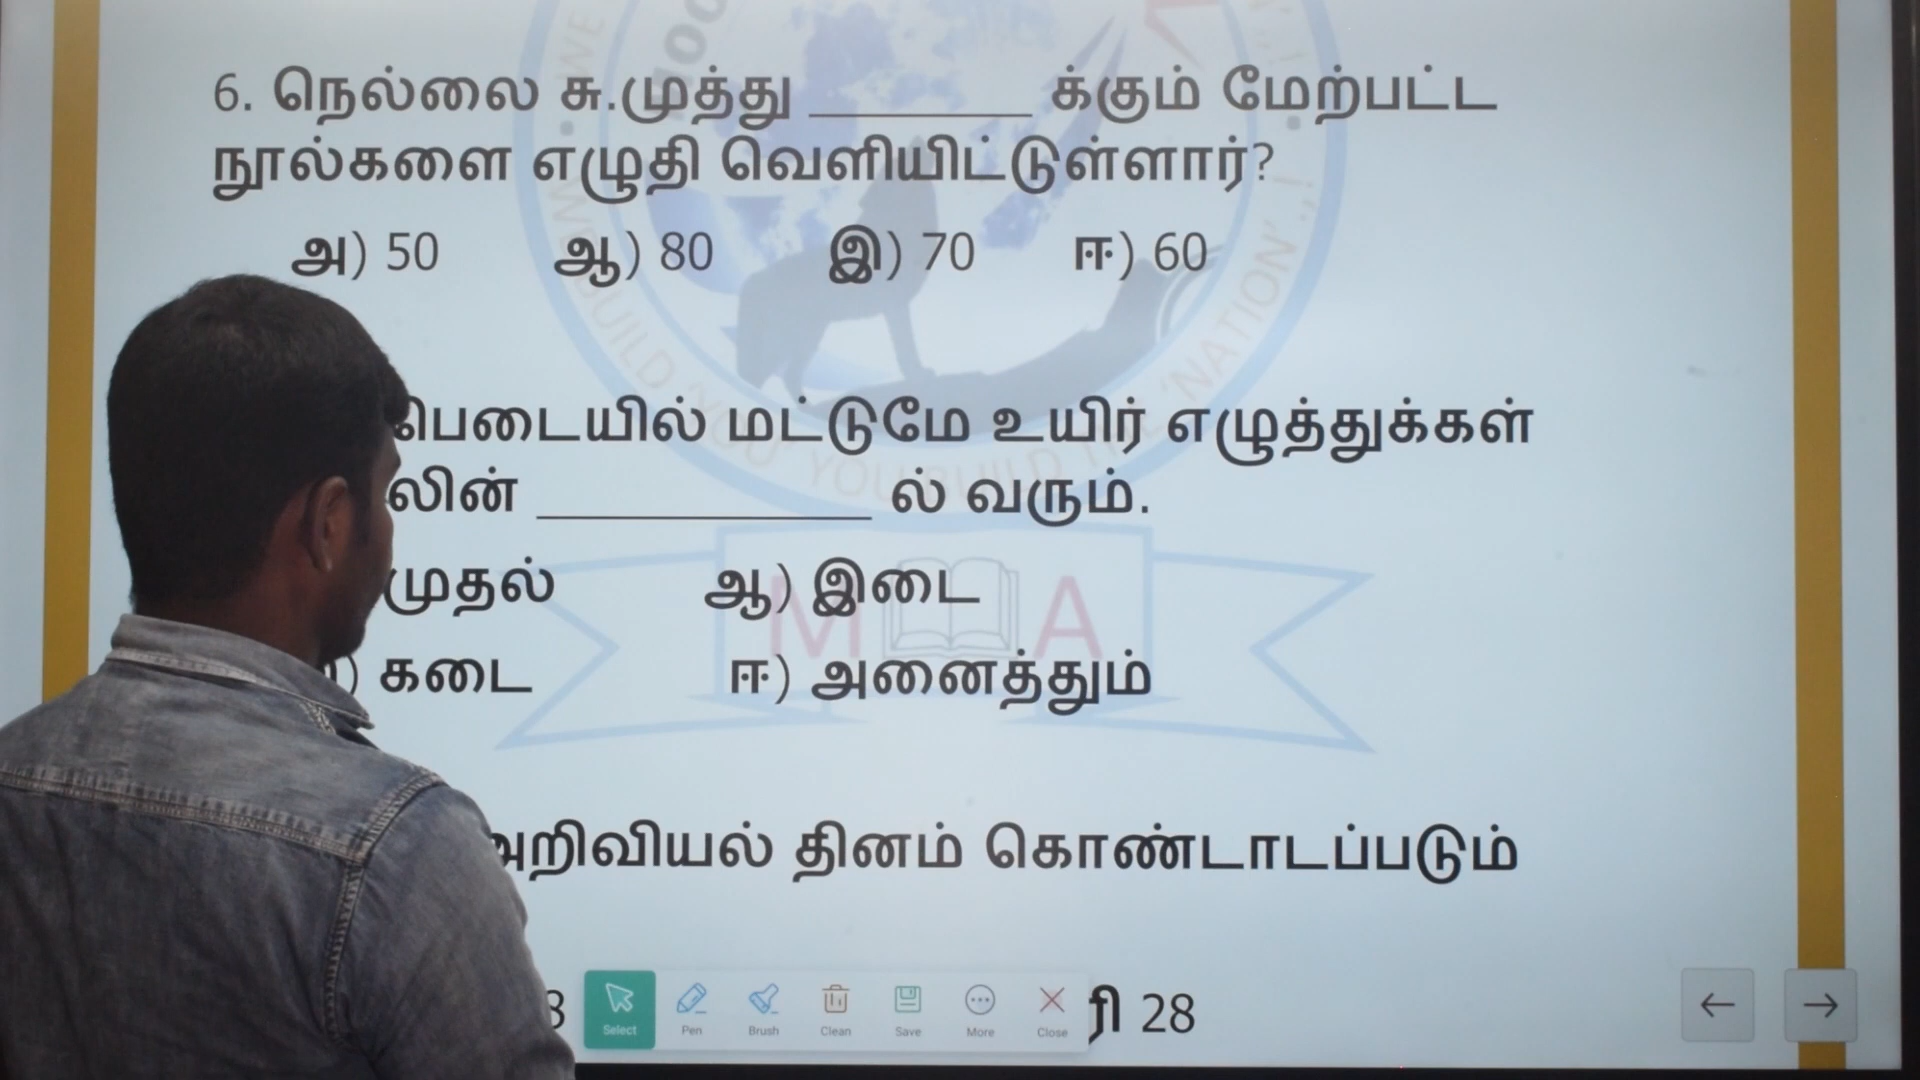 6. நெல்லை சு.முத்து ________ க்கும் மேற்பட்ட
நூல்களை எழுதி வெளியிட்டுள்ளார்?
அ) 50 ஆ) 80 இ) 70 ஈ) 60
மட்டுமே உயிர் எழுத்துக்கள்
____________ ல் வரும்.
முதல் ஆ) இடை
கடை ஈ) அனைத்தும்
அறிவியல் தினம் கொண்டாடப்படும்
28
Select Pen Brush Clean Save More Close
M A